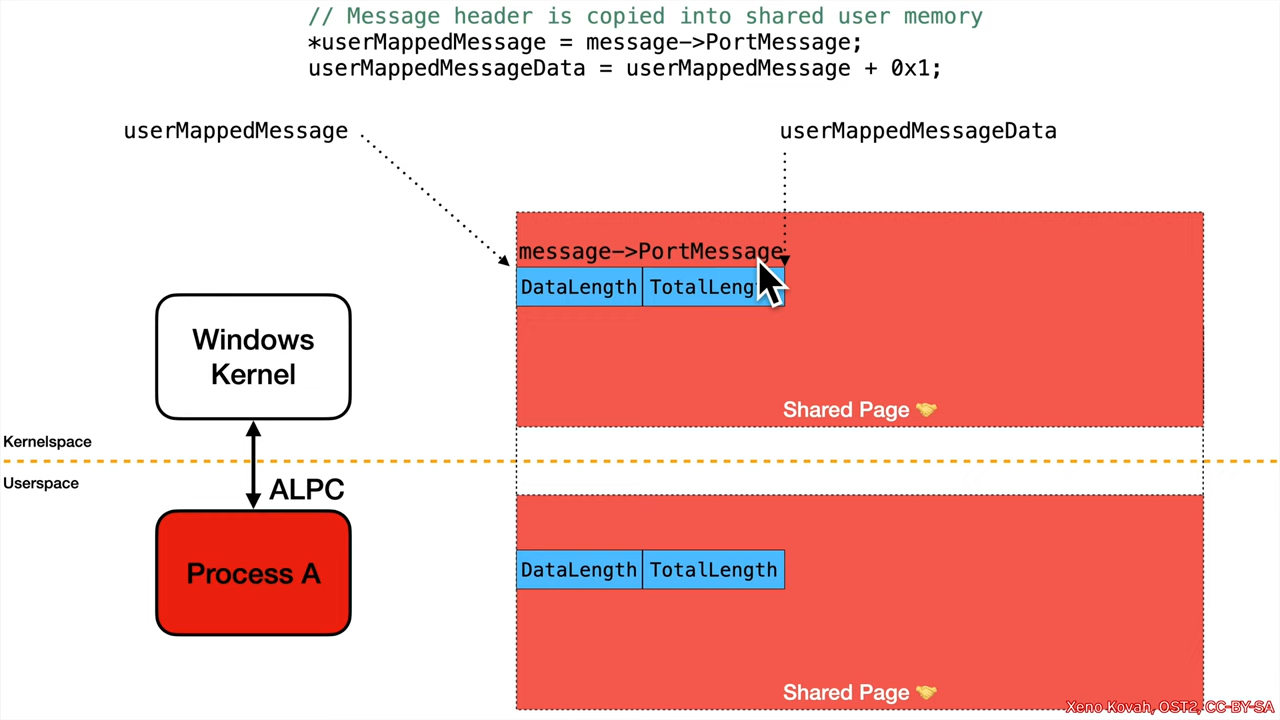 // Message header is copied into shared user memory
*userMappedMessage = message->PortMessage;
userMappedMessageData = userMappedMessage + 0x1;
userMappedMessage
userMappedMessageData
message->PortMessage
DataLength
TotalLeng
Windows
Kernel
Shared Page 🤝
Kernelspace
Userspace
ALPC
Process A
DataLength
TotalLength
Shared Page 🤝
Xeno Kovah, OST2, CC-BY-SA